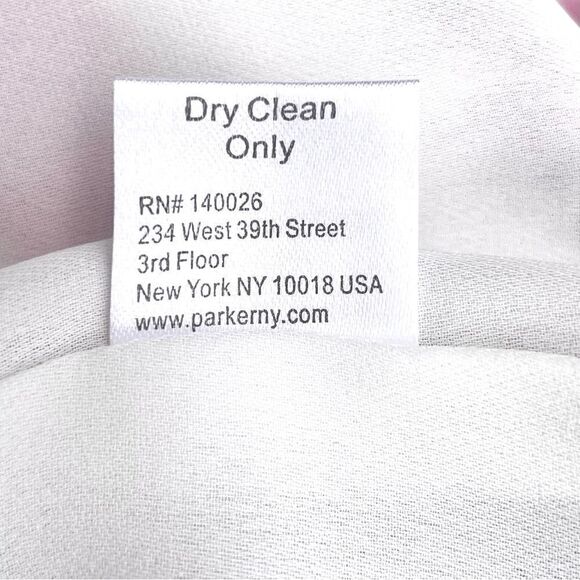 Dry Clean
Only
RN# 140026
234 West 39th Street
3rd Floor
New York NY 10018 USA
www.parkerny.com